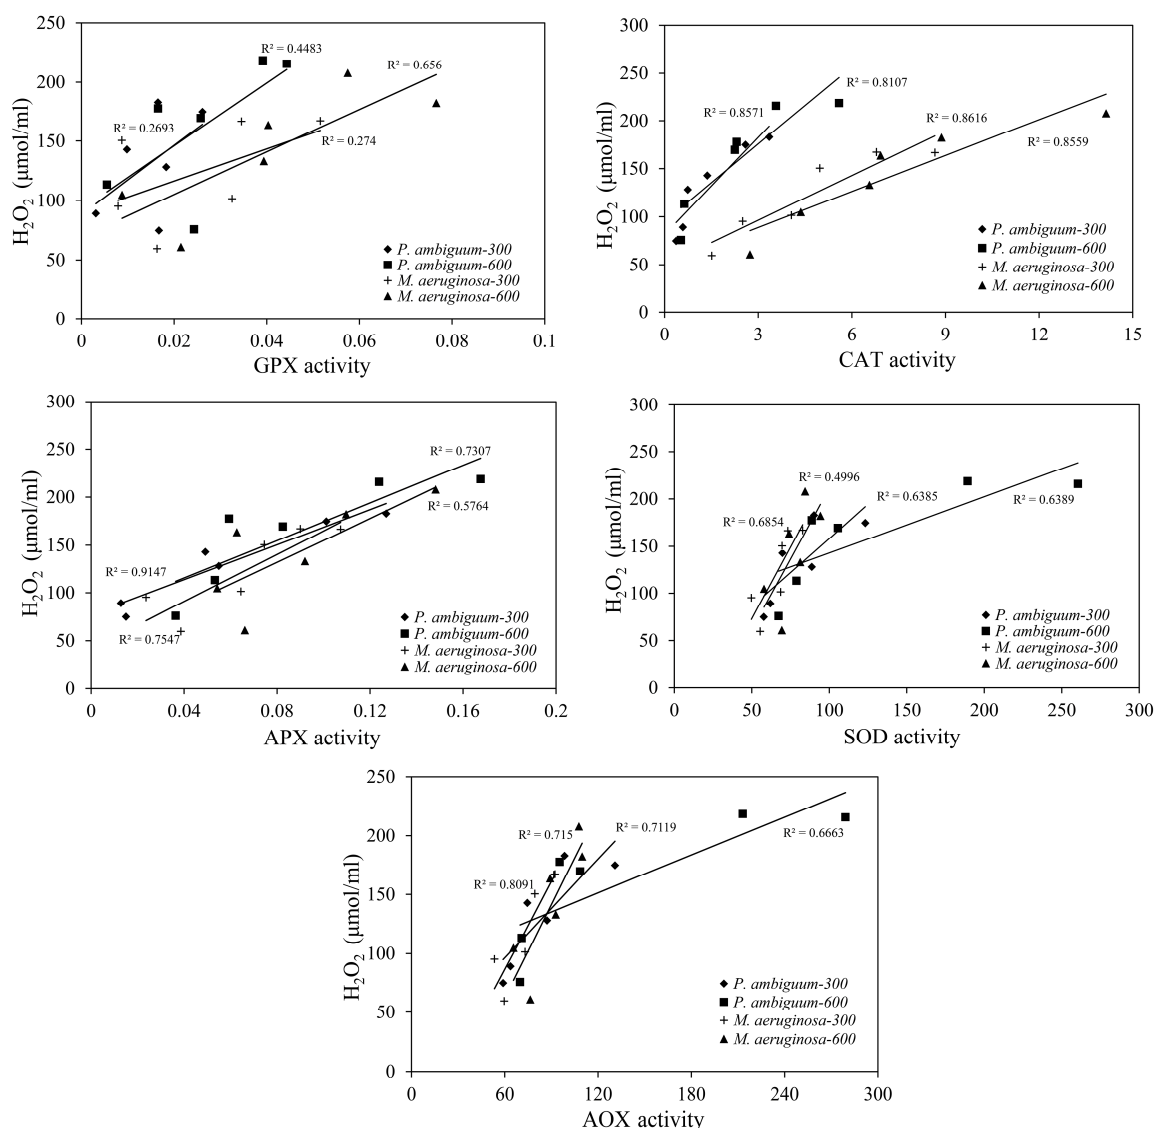 250
200
150
100
50
0
0
0.02
0.04
0.06
0.08
0.1
H₂O₂ (μmol/ml)
GPX activity
R² = 0.4483
R² = 0.656
R² = 0.2693
R² = 0.274
P. ambiguum-300
P. ambiguum-600
M. aeruginosa-300
M. aeruginosa-600
300
250
200
150
100
50
0
0
3
6
9
12
15
H₂O₂ (μmol/ml)
CAT activity
R² = 0.8107
R² = 0.8571
R² = 0.8616
R² = 0.8559
P. ambiguum-300
P. ambiguum-600
M. aeruginosa-300
M. aeruginosa-600
300
250
200
150
100
50
0
0
0.04
0.08
0.12
0.16
0.2
H₂O₂ (μmol/ml)
APX activity
R² = 0.7307
R² = 0.5764
R² = 0.9147
R² = 0.7547
P. ambiguum-300
P. ambiguum-600
M. aeruginosa-300
M. aeruginosa-600
300
250
200
150
100
50
0
0
50
100
150
200
250
300
H₂O₂ (μmol/ml)
SOD activity
R² = 0.4996
R² = 0.6385
R² = 0.6389
R² = 0.6854
P. ambiguum-300
P. ambiguum-600
M. aeruginosa-300
M. aeruginosa-600
250
200
150
100
50
0
0
60
120
180
240
300
H₂O₂ (μmol/ml)
AOX activity
R² = 0.715
R² = 0.7119
R² = 0.6663
R² = 0.8091
P. ambiguum-300
P. ambiguum-600
M. aeruginosa-300
M. aeruginosa-600